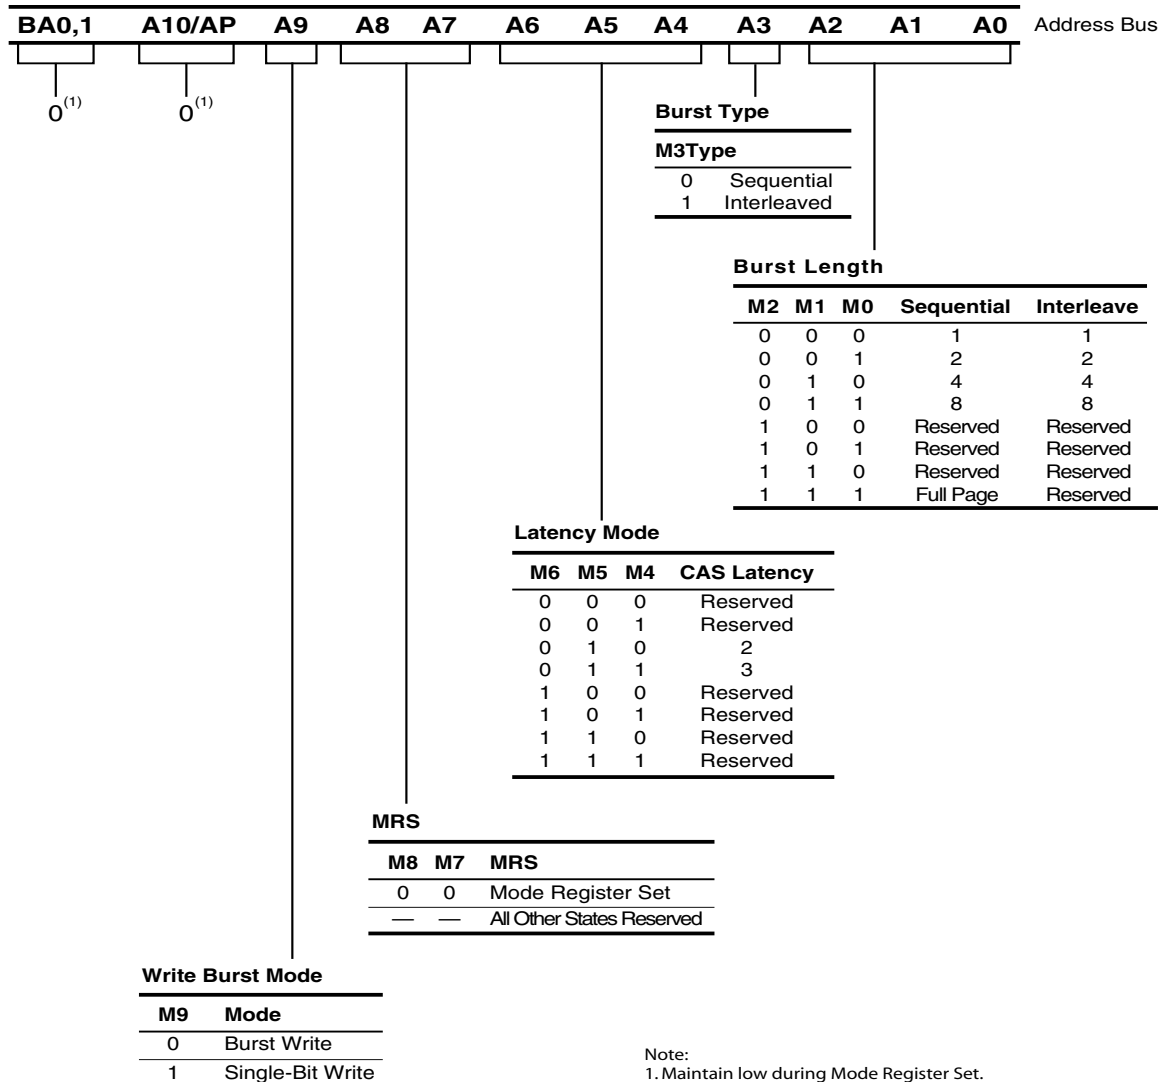 BA0,1 A10/AP A9 A8 A7 A6 A5 A4 A3 A2 A1 A0 Address Bus
0(1) 0(1)
Burst Type
M3Type
0 Sequential
1 Interleaved
Burst Length
M2 M1 M0 Sequential Interleave
0 0 0 1 1
0 0 1 2 2
0 1 0 4 4
0 1 1 8 8
1 0 0 Reserved Reserved
1 0 1 Reserved Reserved
1 1 0 Reserved Reserved
1 1 1 Full Page Reserved
Latency Mode
M6 M5 M4 CAS Latency
0 0 0 Reserved
0 0 1 Reserved
0 1 0 2
0 1 1 3
1 0 0 Reserved
1 0 1 Reserved
1 1 0 Reserved
1 1 1 Reserved
MRS
M8 M7 MRS
0 0 Mode Register Set
— — All Other States Reserved
Write Burst Mode
M9 Mode
0 Burst Write
1 Single-Bit Write
Note:
1. Maintain low during Mode Register Set.